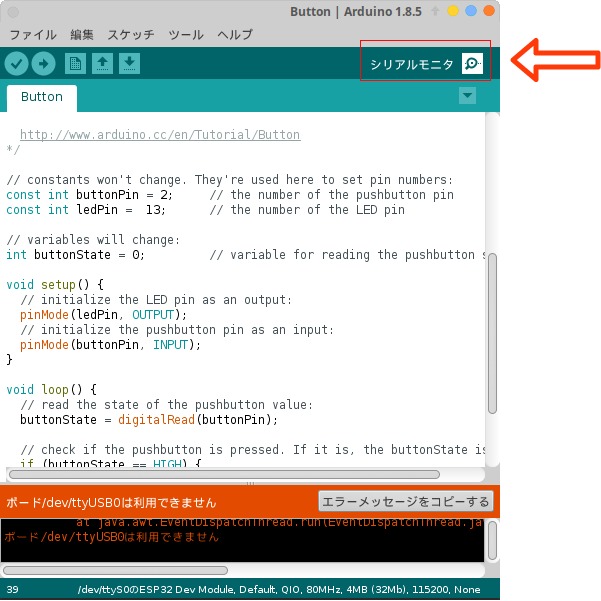 Button | Arduino 1.8.5
ファイル 編集 スケッチ ツール ヘルプ
シリアルモニタ
Button
http://www.arduino.cc/en/Tutorial/Button
*/
// constants won't change. They're used here to set pin numbers:
const int buttonPin = 2;     // the number of the pushbutton pin
const int ledPin =  13;      // the number of the LED pin
// variables will change:
int buttonState = 0;         // variable for reading the pushbutton s
void setup() {
  // initialize the LED pin as an output:
  pinMode(ledPin, OUTPUT);
  // initialize the pushbutton pin as an input:
  pinMode(buttonPin, INPUT);
}
void loop() {
  // read the state of the pushbutton value:
  buttonState = digitalRead(buttonPin);
  // check if the pushbutton is pressed. If it is, the buttonState is
  if (buttonState == HIGH) {
ボード/dev/ttyUSB0は利用できません
エラーメッセージをコピーする
at java.awt.EventDispatchThread.run(EventDispatchThread.ja
ボード/dev/ttyUSB0は利用できません
39
/dev/ttyS0のESP32 Dev Module, Default, QIO, 80MHz, 4MB (32Mb), 115200, None